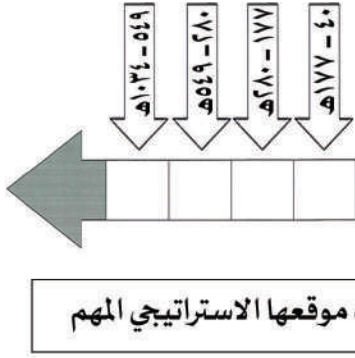 ٤٠ - ١٧٧هـ
١٧٧ - ٢٨٠هـ
٢٨٠ - ٥٤٩هـ
٥٤٩ - ١٠٣٤هـ
موقعها الاستراتيجي المهم